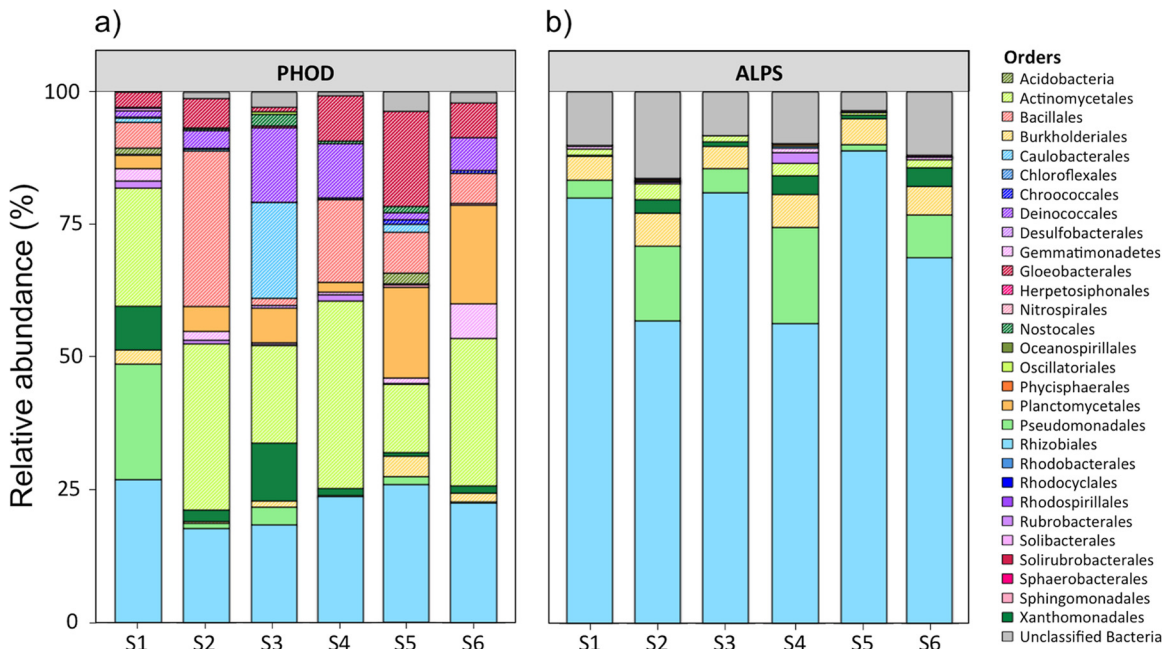 a)
b)
PHOD
ALPS
Relative abundance (%)
100
75
50
25
0
S1 S2 S3 S4 S5 S6
S1 S2 S3 S4 S5 S6
Orders
Acidobacteria
Actinomycetales
Bacillales
Burkholderiales
Caulobacterales
Chloroflexales
Chroococcales
Deinococcales
Desulfobacterales
Gemmatimonadetes
Gloeobacterales
Herpetosiphonales
Nitrospirales
Nostocales
Oceanospirillales
Oscillatoriales
Phycisphaerales
Planctomycetales
Pseudomonadales
Rhizobiales
Rhodobacterales
Rhodocyclales
Rhodospirillales
Rubrobacterales
Solibacterales
Solirubrobacterales
Sphaerobacterales
Sphingomonadales
Xanthomonadales
Unclassified Bacteria